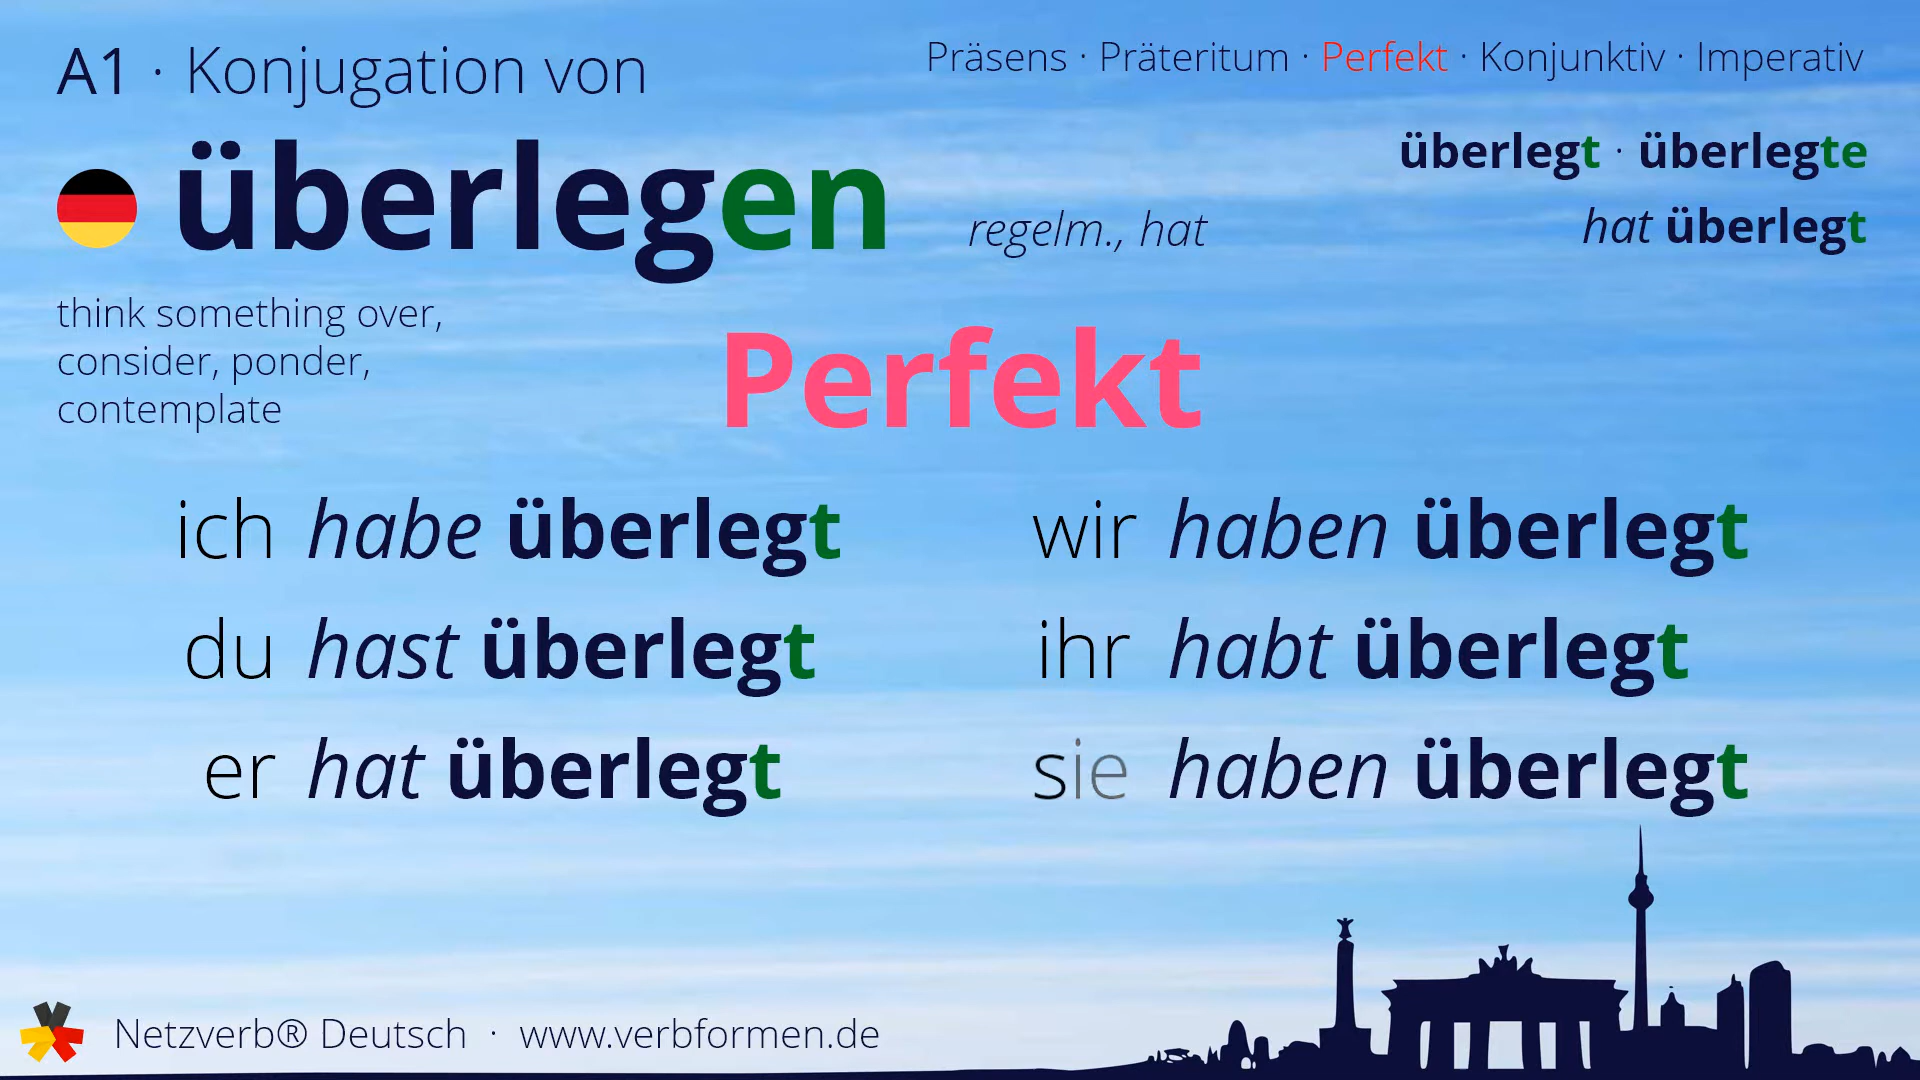 A1 · Konjugation von
Präsens · Präteritum · Perfekt · Konjunktiv · Imperativ
überlegen
regelm., hat
überlegt · überlegte
hat überlegt
think something over,
consider, ponder,
contemplate
Perfekt
ich habe überlegt
du hast überlegt
er hat überlegt
wir haben überlegt
ihr habt überlegt
sie haben überlegt
Netzverb® Deutsch · www.verbformen.de